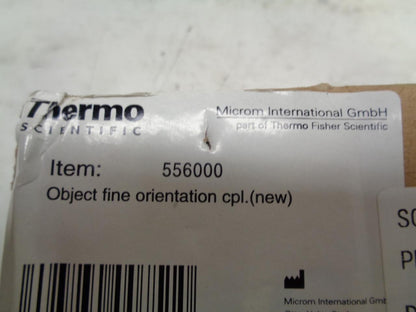 Thermo
SCIENTIFIC
Microm International GmbH
part of Thermo Fisher Scientific
Item: 556000
Object fine orientation cpl.(new)
Microm International Gmb